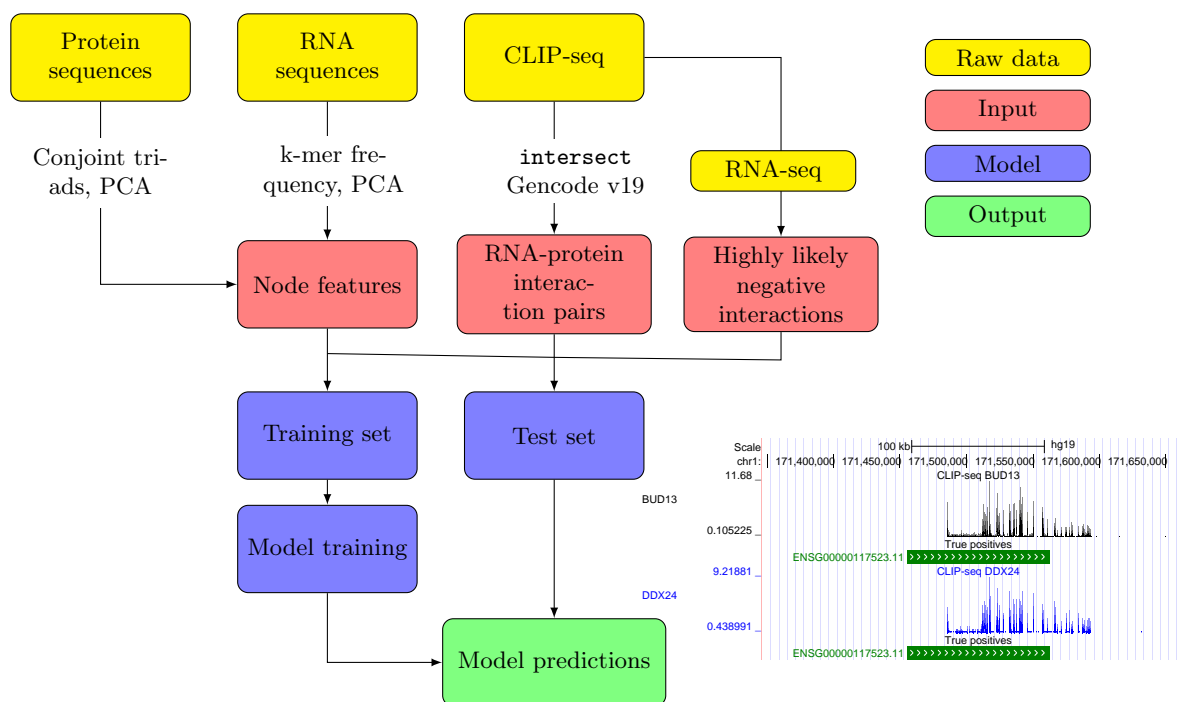 Protein
sequences
RNA
sequences
CLIP-seq
Raw data
Input
Model
Output
Conjoint tri-
ads, PCA
k-mer fre-
quency, PCA
intersect
Gencode v19
RNA-seq
Node features
RNA-protein
interac-
tion pairs
Highly likely
negative
interactions
Training set
Test set
Model training
Model predictions
Scale 100 kb hg19
chr1: 171,400,000 171,450,000 171,500,000 171,550,000 171,600,000 171,650,000
CLIP-seq BUD13
11.68
BUD13
0.105225
True positives
ENSG00000117523.11
CLIP-seq DDX24
9.21881
DDX24
0.438991
True positives
ENSG00000117523.11